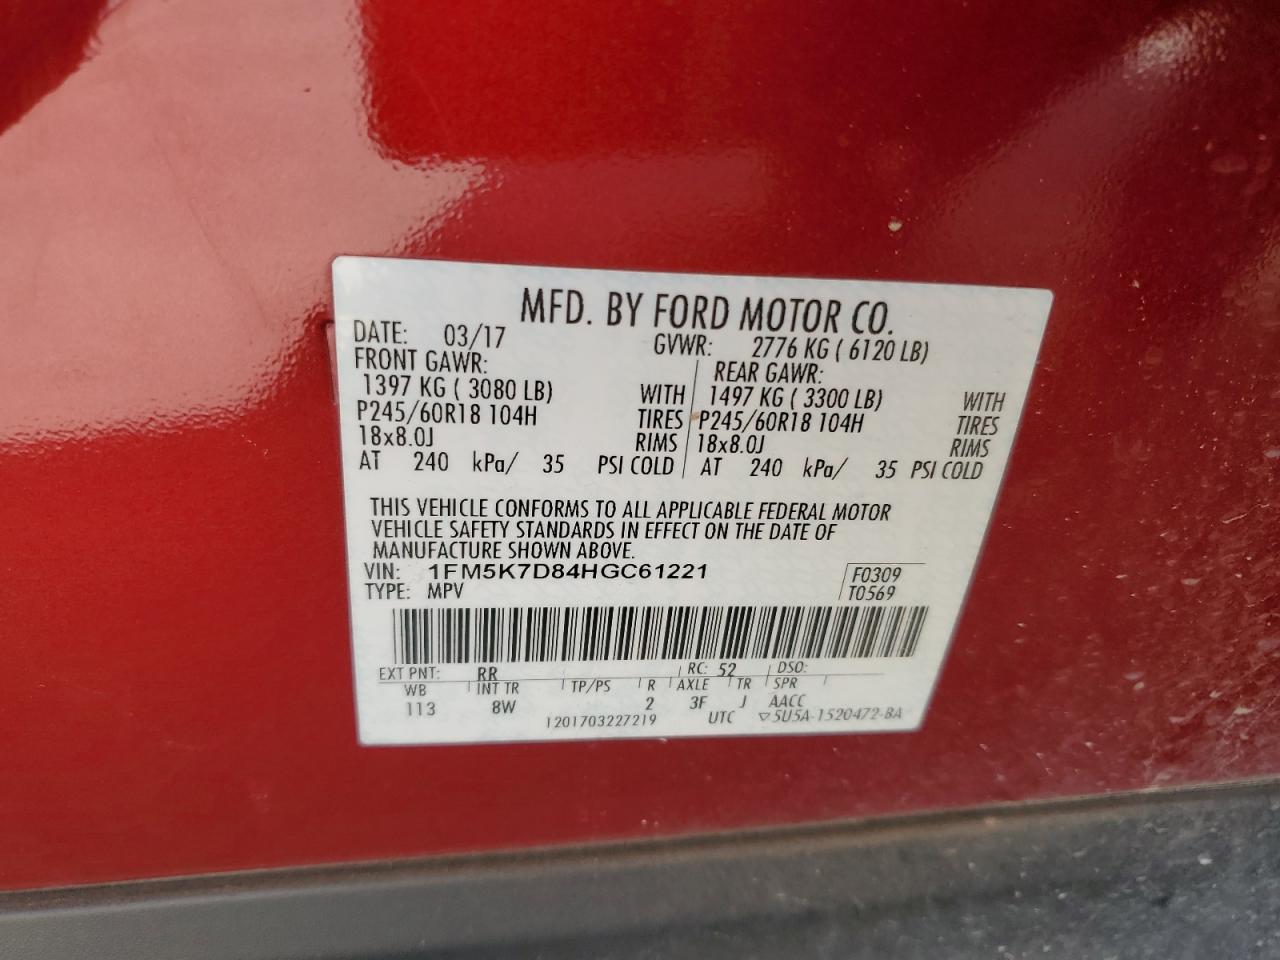 MFD. BY FORD MOTOR CO.
DATE: 03/17 GVWR: 2776 KG ( 6120 LB)
FRONT GAWR: REAR GAWR:
1397 KG ( 3080 LB) WITH 1497 KG ( 3300 LB) WITH
P245/60R18 104H TIRES P245/60R18 104H TIRES
18x8.0J RIMS 18x8.0J RIMS
AT 240 kPa/ 35 PSI COLD AT 240 kPa/ 35 PSI COLD
THIS VEHICLE CONFORMS TO ALL APPLICABLE FEDERAL MOTOR
VEHICLE SAFETY STANDARDS IN EFFECT ON THE DATE OF
MANUFACTURE SHOWN ABOVE.
VIN: 1FM5K7D84HGC61221 F0309
TYPE: MPV T0569
EXT PNT: RR RC: 52 DSO:
WB INT TR TP/PS R AXLE TR SPR
113 8W 2 3F J AACC
1201703227219 UTC ▽5U5A-1520472-BA